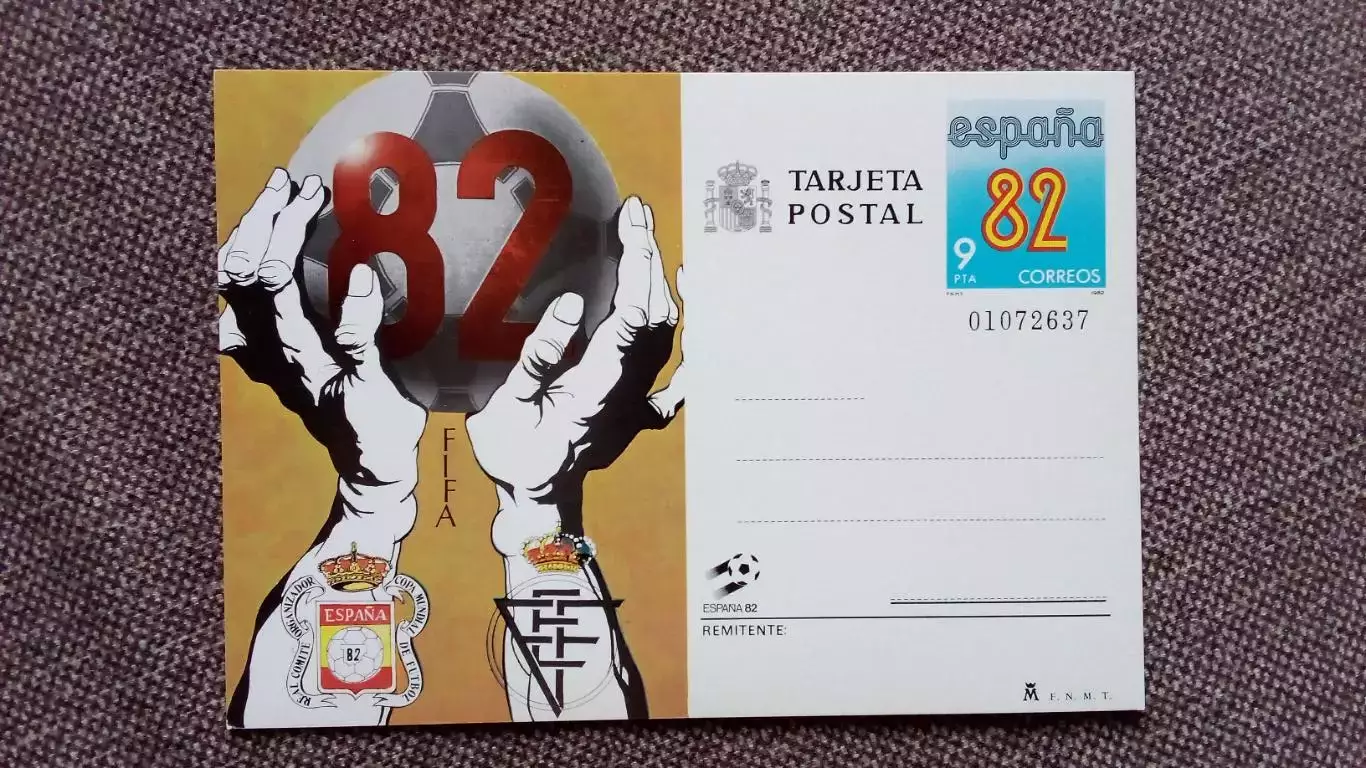 82
FIFA
REAL COMITE ORGANIZADOR
COPA MUNDIAL DE FUTBOL
ESPAÑA
82
TARJETA
POSTAL
españa
82
9
PTA
CORREOS
1982
01072637
ESPAÑA 82
REMITENTE:
F. N. M. T.